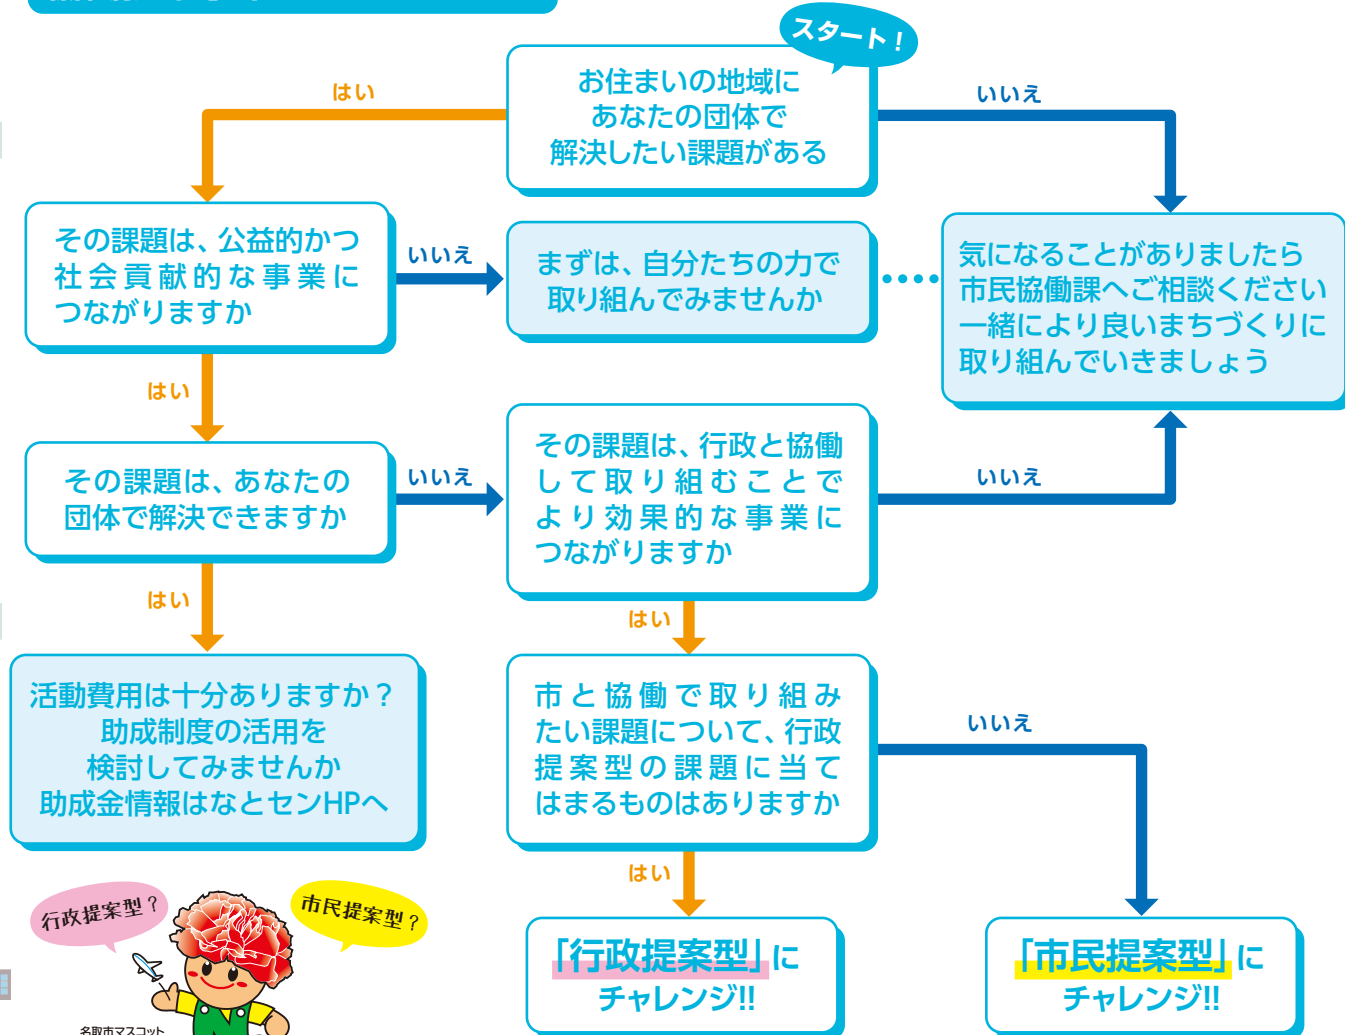 スタート！
お住まいの地域に
あなたの団体で
解決したい課題がある
はい
いいえ
その課題は、公益的かつ
社会貢献的な事業に
つながりますか
いいえ
まずは、自分たちの力で
取り組んでみませんか
気になることがありましたら
市民協働課へご相談ください
一緒により良いまちづくりに
取り組んでいきましょう
はい
その課題は、あなたの
団体で解決できますか
いいえ
その課題は、行政と協働
して取り組むことで
より効果的な事業に
つながりますか
いいえ
はい
はい
活動費用は十分ありますか？
助成制度の活用を
検討してみませんか
助成金情報はなとセンHPへ
市と協働で取り組み
たい課題について、行政
提案型の課題に当て
はまるものはありますか
いいえ
はい
行政提案型？
市民提案型？
「行政提案型」に
チャレンジ!!
「市民提案型」に
チャレンジ!!
名取市マスコット